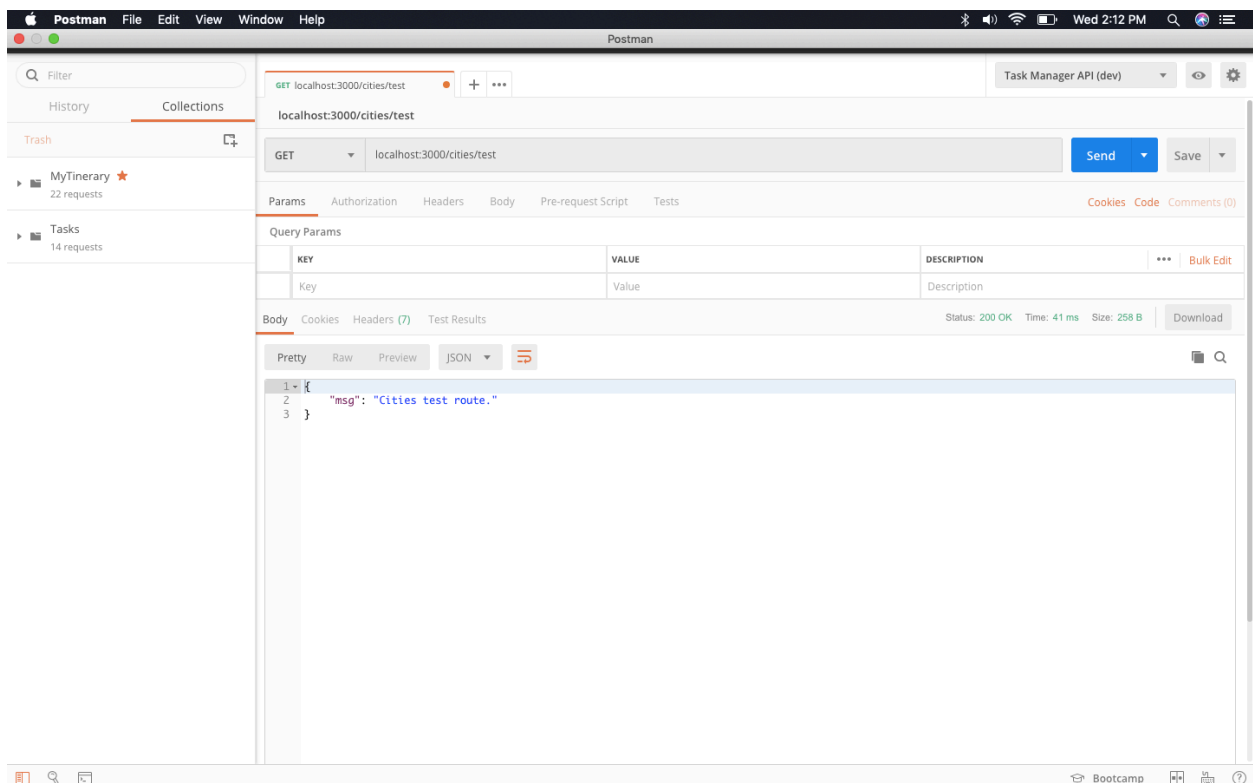 Postman File Edit View Window Help Wed 2:12 PM
Postman
Filter
History Collections
Trash
MyTinerary
22 requests
Tasks
14 requests
GET localhost:3000/cities/test
Task Manager API (dev)
localhost:3000/cities/test
GET localhost:3000/cities/test Send Save
Params Authorization Headers Body Pre-request Script Tests Cookies Code Comments (0)
Query Params
KEY VALUE DESCRIPTION Bulk Edit
Key Value Description
Body Cookies Headers (7) Test Results Status: 200 OK Time: 41 ms Size: 258 B Download
Pretty Raw Preview JSON
1 {
2 "msg": "Cities test route."
3 }
Bootcamp